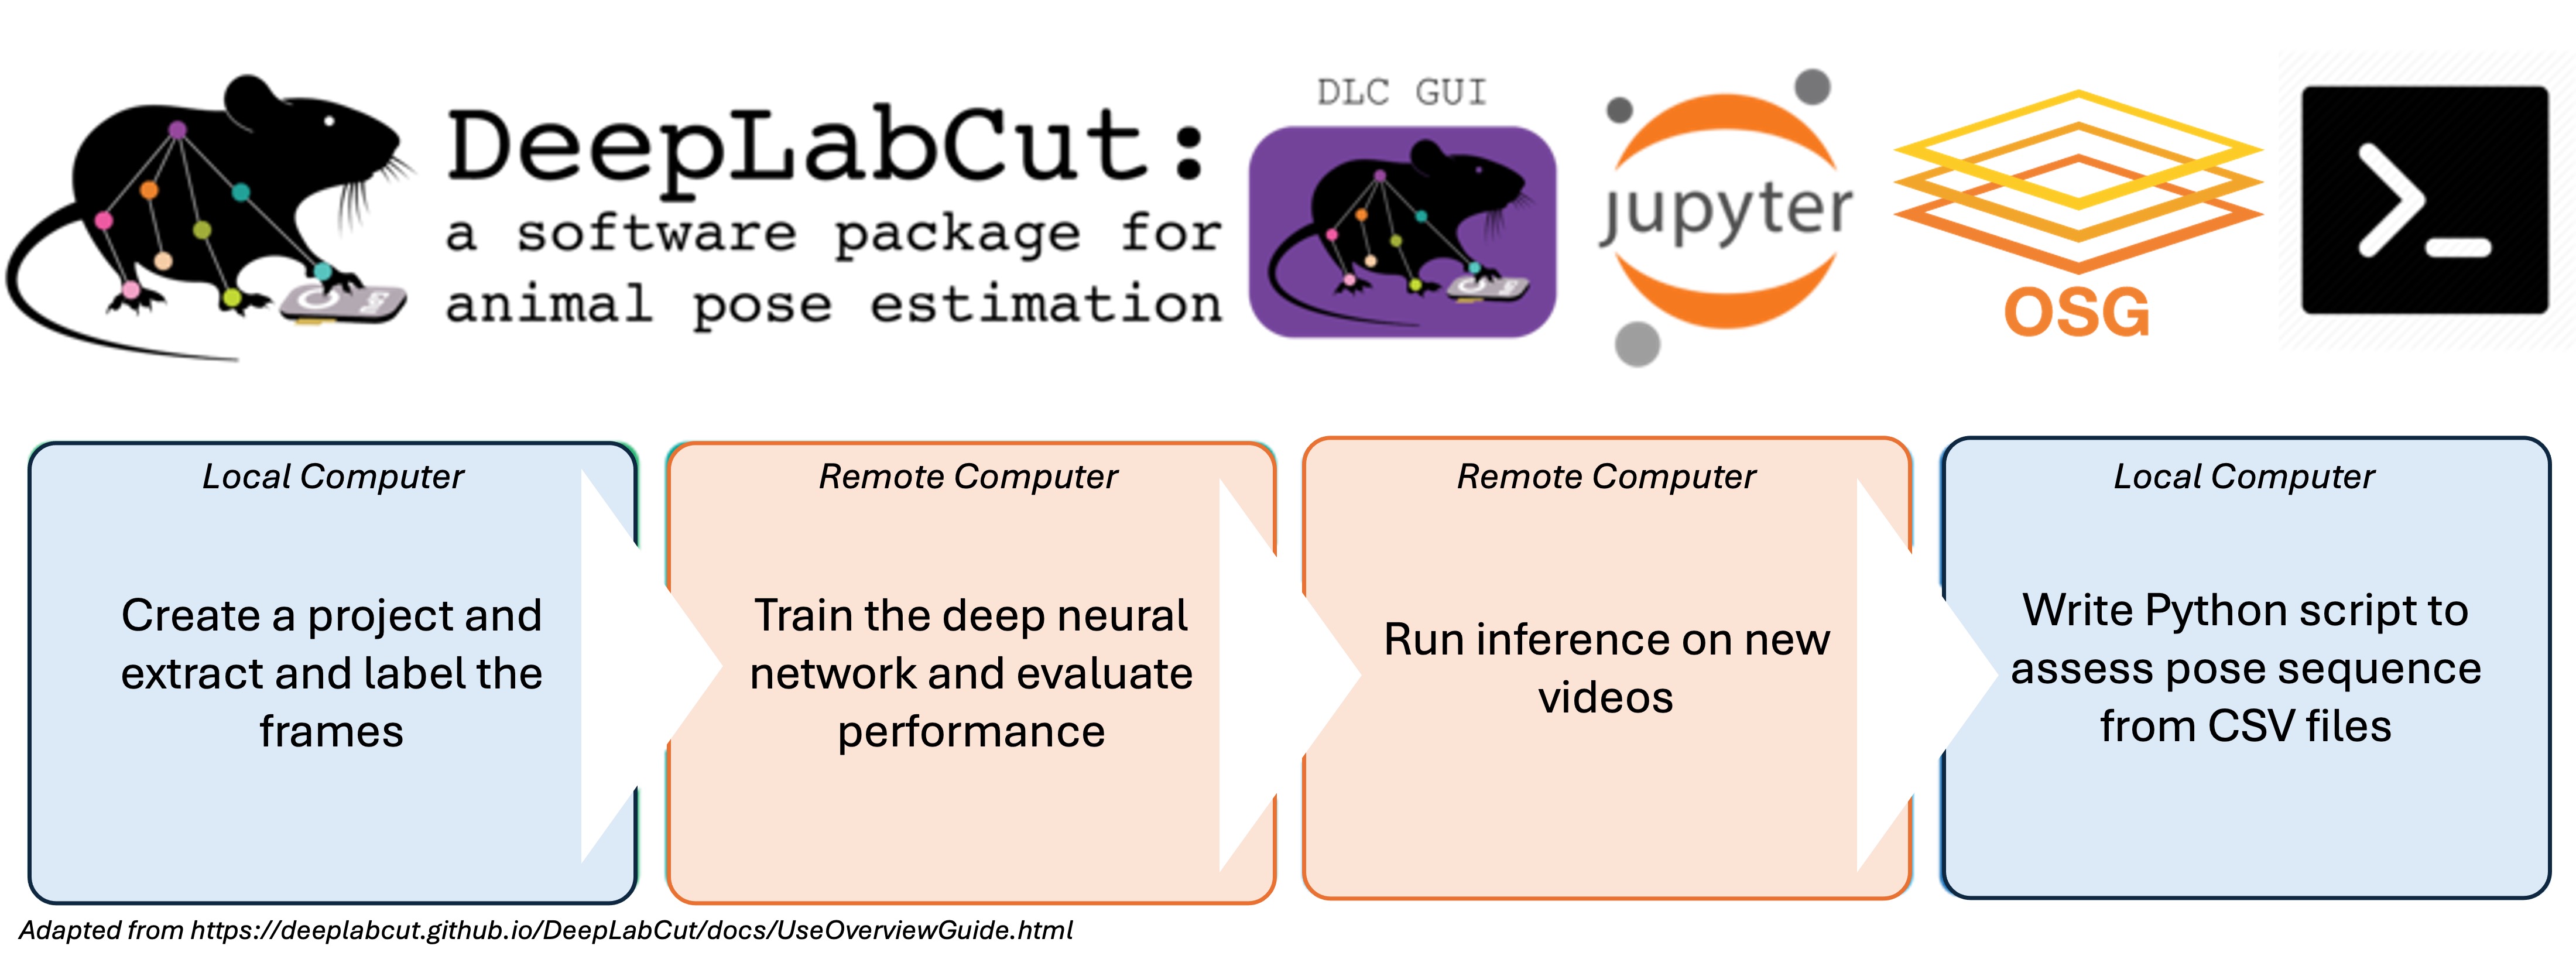 DeepLabCut:
a software package for
animal pose estimation
DLC GUI
jupyter
OSG
>_
Local Computer
Create a project and
extract and label the
frames
Remote Computer
Train the deep neural
network and evaluate
performance
Remote Computer
Run inference on new
videos
Local Computer
Write Python script to
assess pose sequence
from CSV files
Adapted from https://deeplabcut.github.io/DeepLabCut/docs/UseOverviewGuide.html